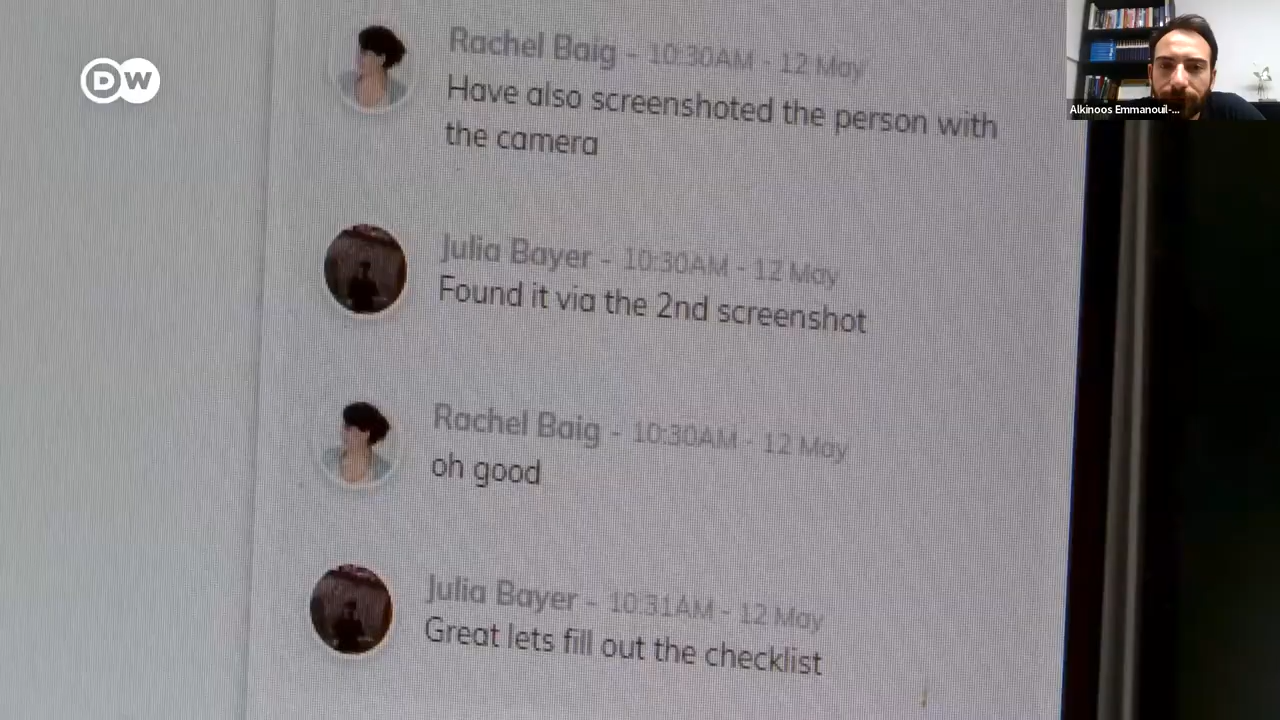 DW
Alkinoos Emmanouil-...
Rachel Baig - 10:30AM - 12 May
Have also screenshoted the person with
the camera
Julia Bayer - 10:30AM - 12 May
Found it via the 2nd screenshot
Rachel Baig - 10:30AM - 12 May
oh good
Julia Bayer - 10:31AM - 12 May
Great lets fill out the checklist